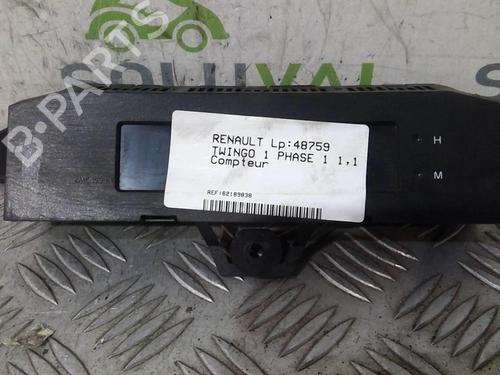 RENAULT Lp:48759
TWINGO 1 PHASE 1 1,1
Compteur
REF:62189838
H
M
B-PARTS